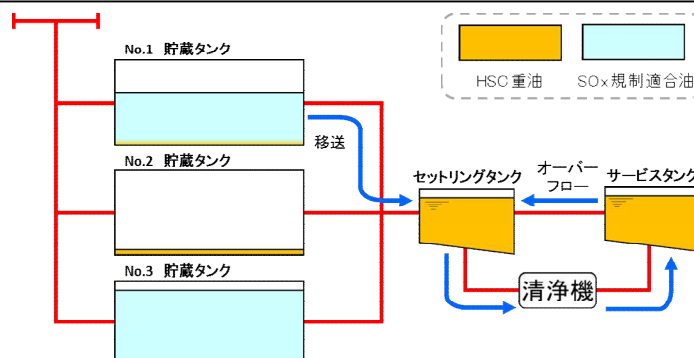 No.1 貯蔵タンク
HSC重油
SOx規制適合油
移送
No.2 貯蔵タンク
セットリングタンク
オーバー
フロー
サービスタンク
No.3 貯蔵タンク
清浄機